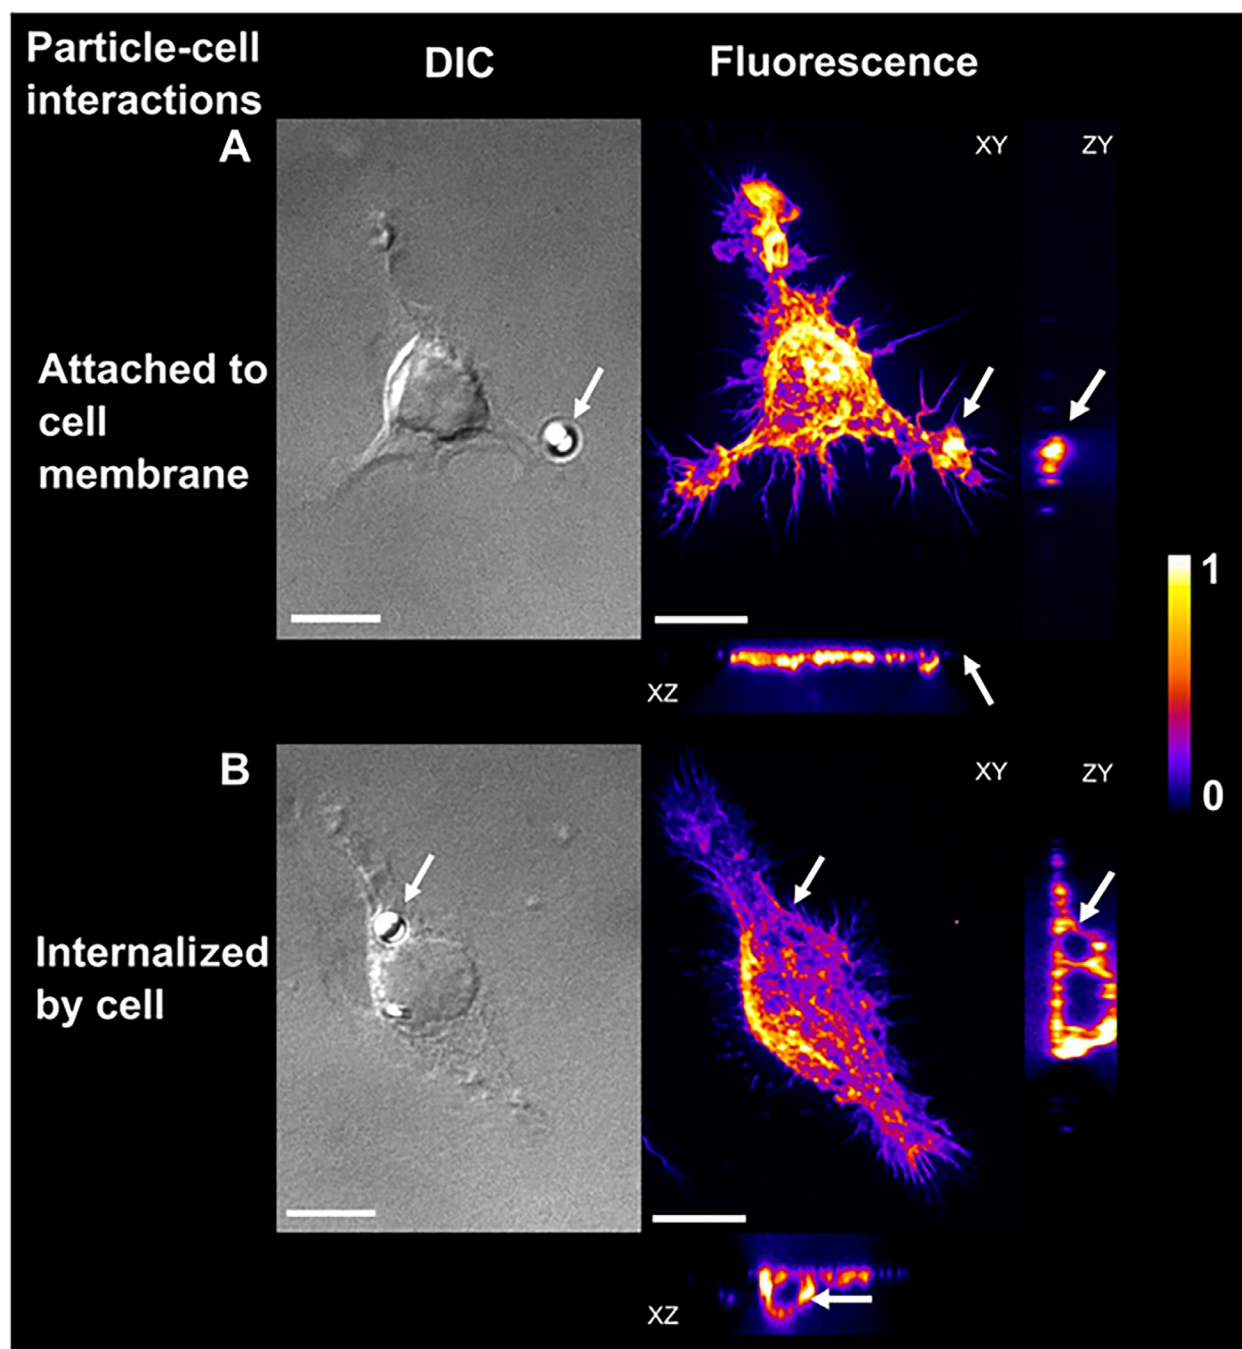 Particle-cell
interactions
DIC
Fluorescence
A
XY
ZY
Attached to
cell
membrane
XZ
1
0
B
XY
ZY
Internalized
by cell
XZ